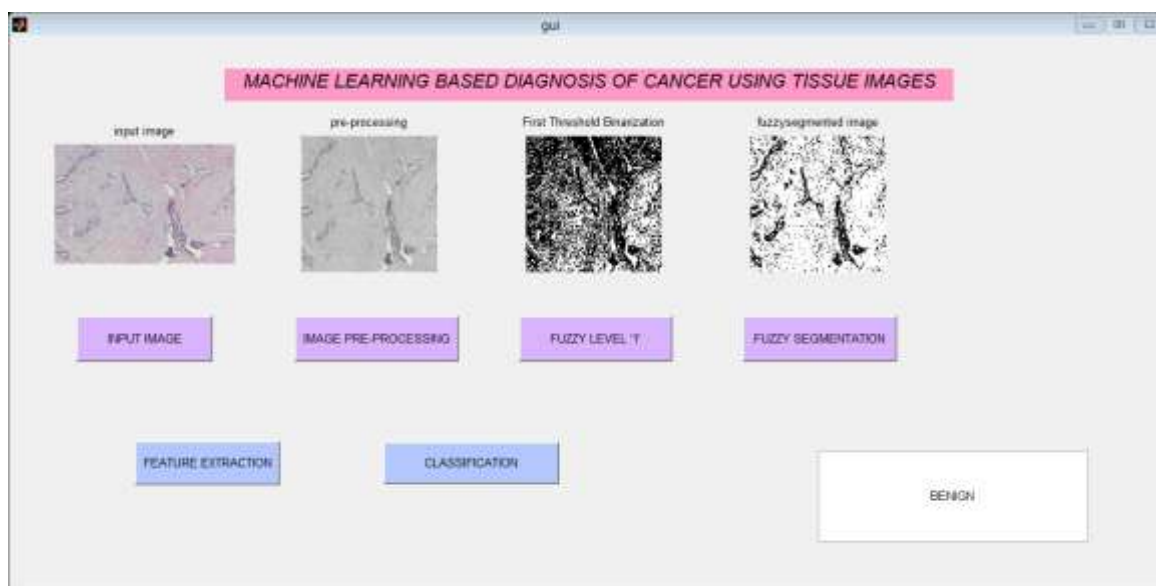 gui
MACHINE LEARNING BASED DIAGNOSIS OF CANCER USING TISSUE IMAGES
input image
pre-processing
First Threshold Binarization
fuzzysegmented image
INPUT IMAGE
IMAGE PRE-PROCESSING
FUZZY LEVEL '1'
FUZZY SEGMENTATION
FEATURE EXTRACTION
CLASSIFICATION
BENIGN